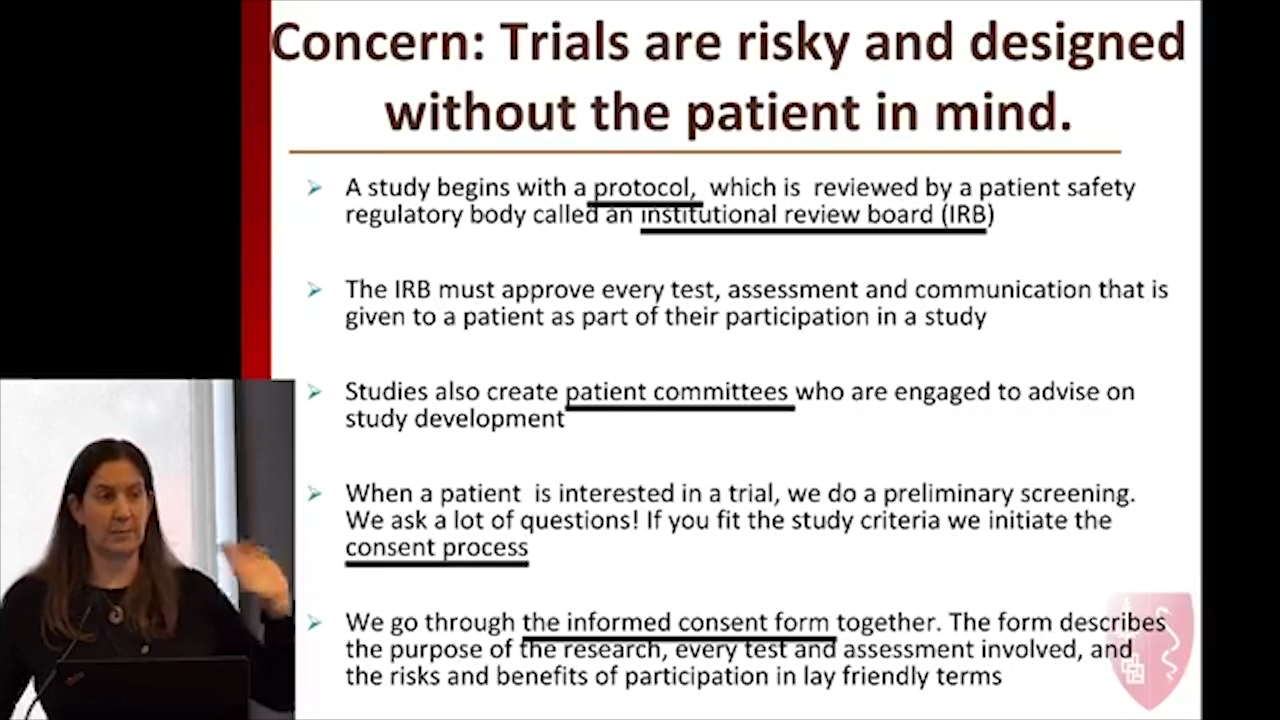 Concern: Trials are risky and designed
without the patient in mind.
A study begins with a protocol, which is reviewed by a patient safety
regulatory body called an institutional review board (IRB)
The IRB must approve every test, assessment and communication that is
given to a patient as part of their participation in a study
Studies also create patient committees who are engaged to advise on
study development
When a patient is interested in a trial, we do a preliminary screening.
We ask a lot of questions! If you fit the study criteria we initiate the
consent process
We go through the informed consent form together. The form describes
the purpose of the research, every test and assessment involved, and
the risks and benefits of participation in lay friendly terms